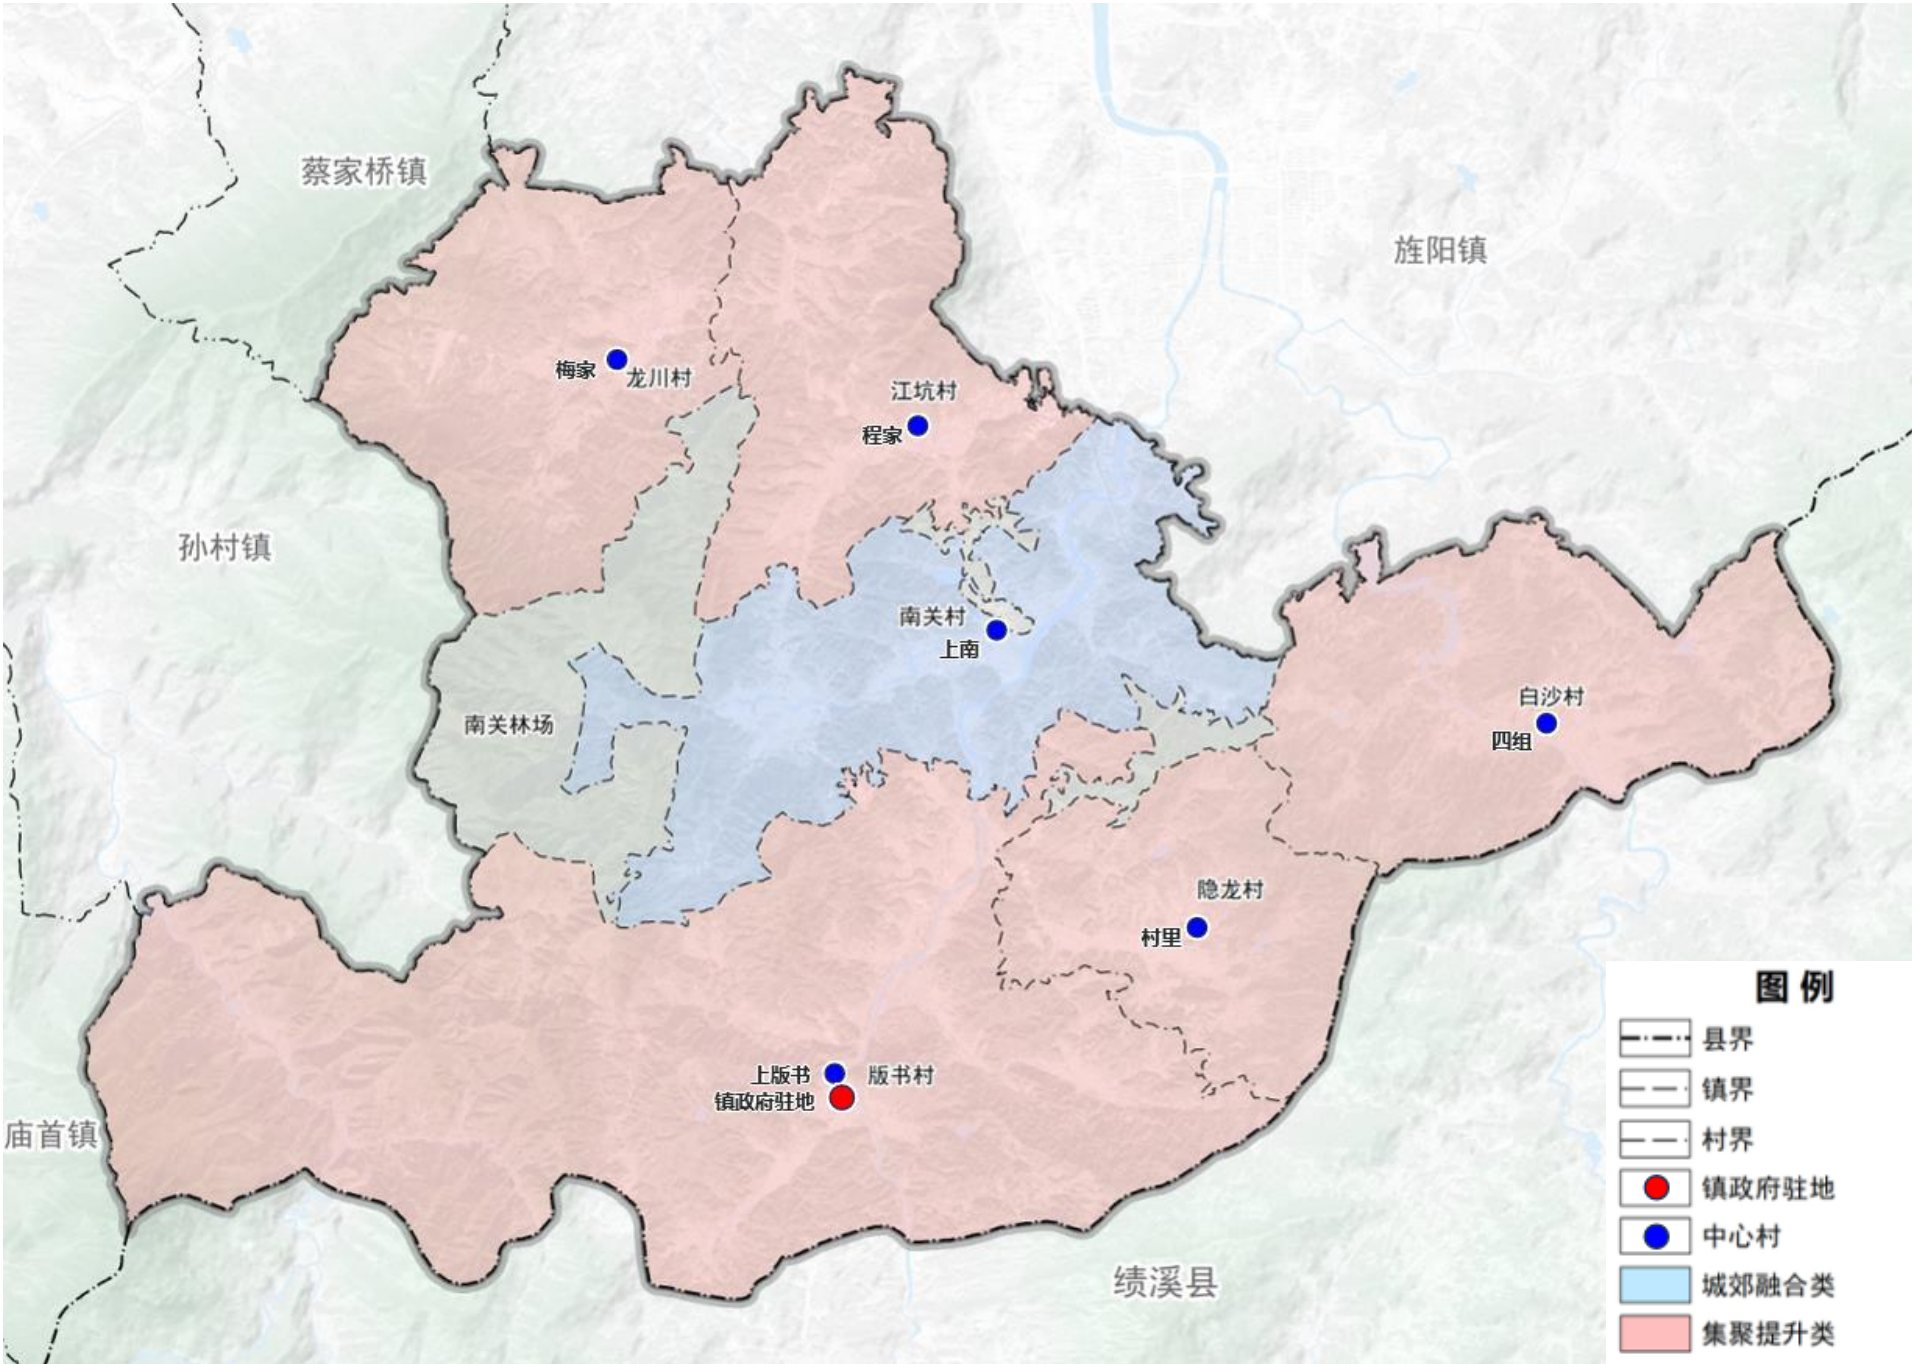 蔡家桥镇
旌阳镇
梅家
龙川村
江坑村
程家
孙村镇
南关村
上南
南关林场
白沙村
四组
隐龙村
村里
上版书
版书村
镇政府驻地
庙首镇
绩溪县
图 例
县界
镇界
村界
镇政府驻地
中心村
城郊融合类
集聚提升类